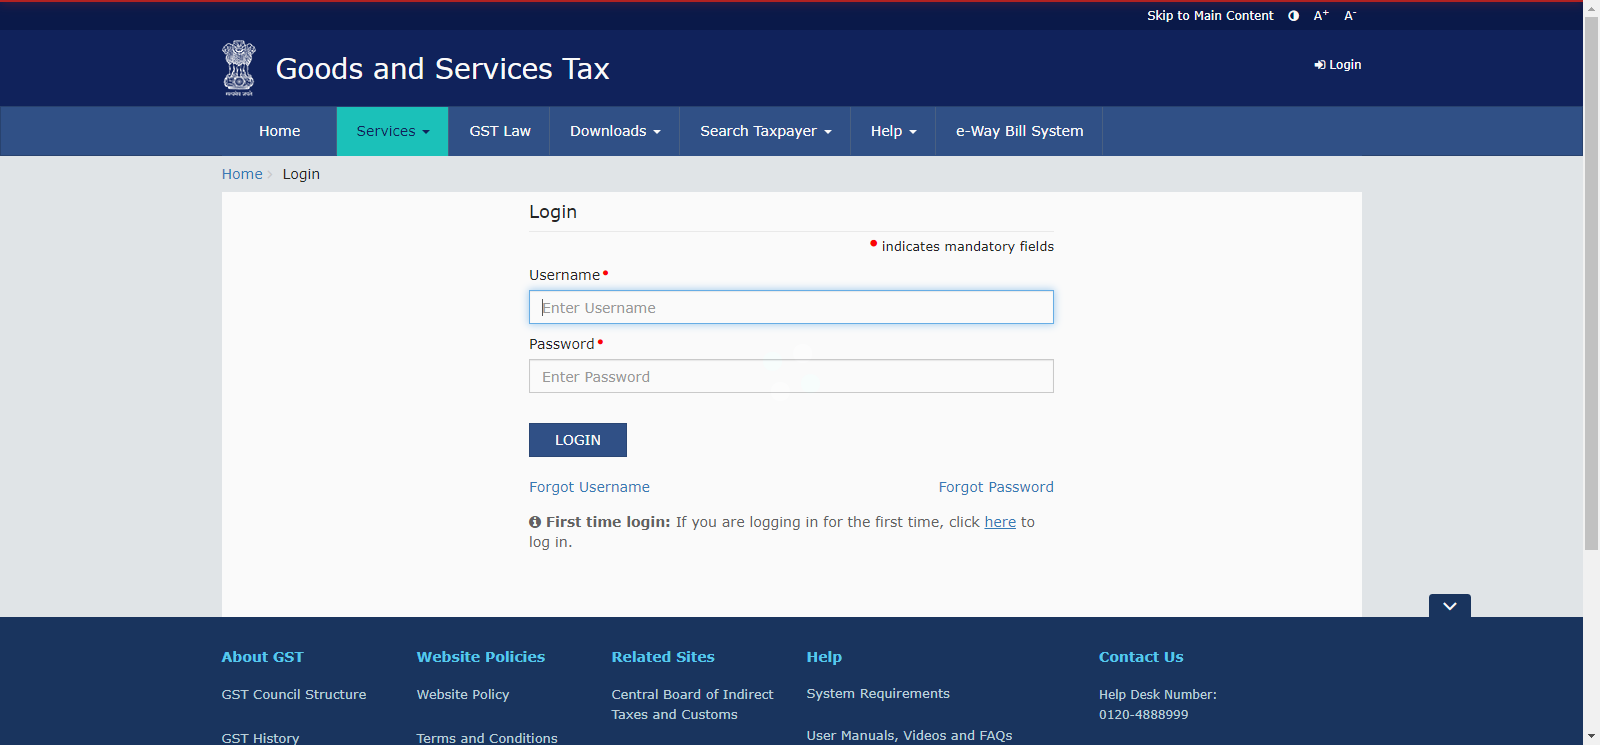 Skip to Main Content A+ A-
Goods and Services Tax
Login
Home Services GST Law Downloads Search Taxpayer Help e-Way Bill System
Home > Login
Login
• indicates mandatory fields
Username•
Enter Username
Password•
Enter Password
LOGIN
Forgot Username Forgot Password
First time login: If you are logging in for the first time, click here to
log in.
About GST
GST Council Structure
GST History
Website Policies
Website Policy
Terms and Conditions
Related Sites
Central Board of Indirect
Taxes and Customs
Help
System Requirements
User Manuals, Videos and FAQs
Contact Us
Help Desk Number:
0120-4888999